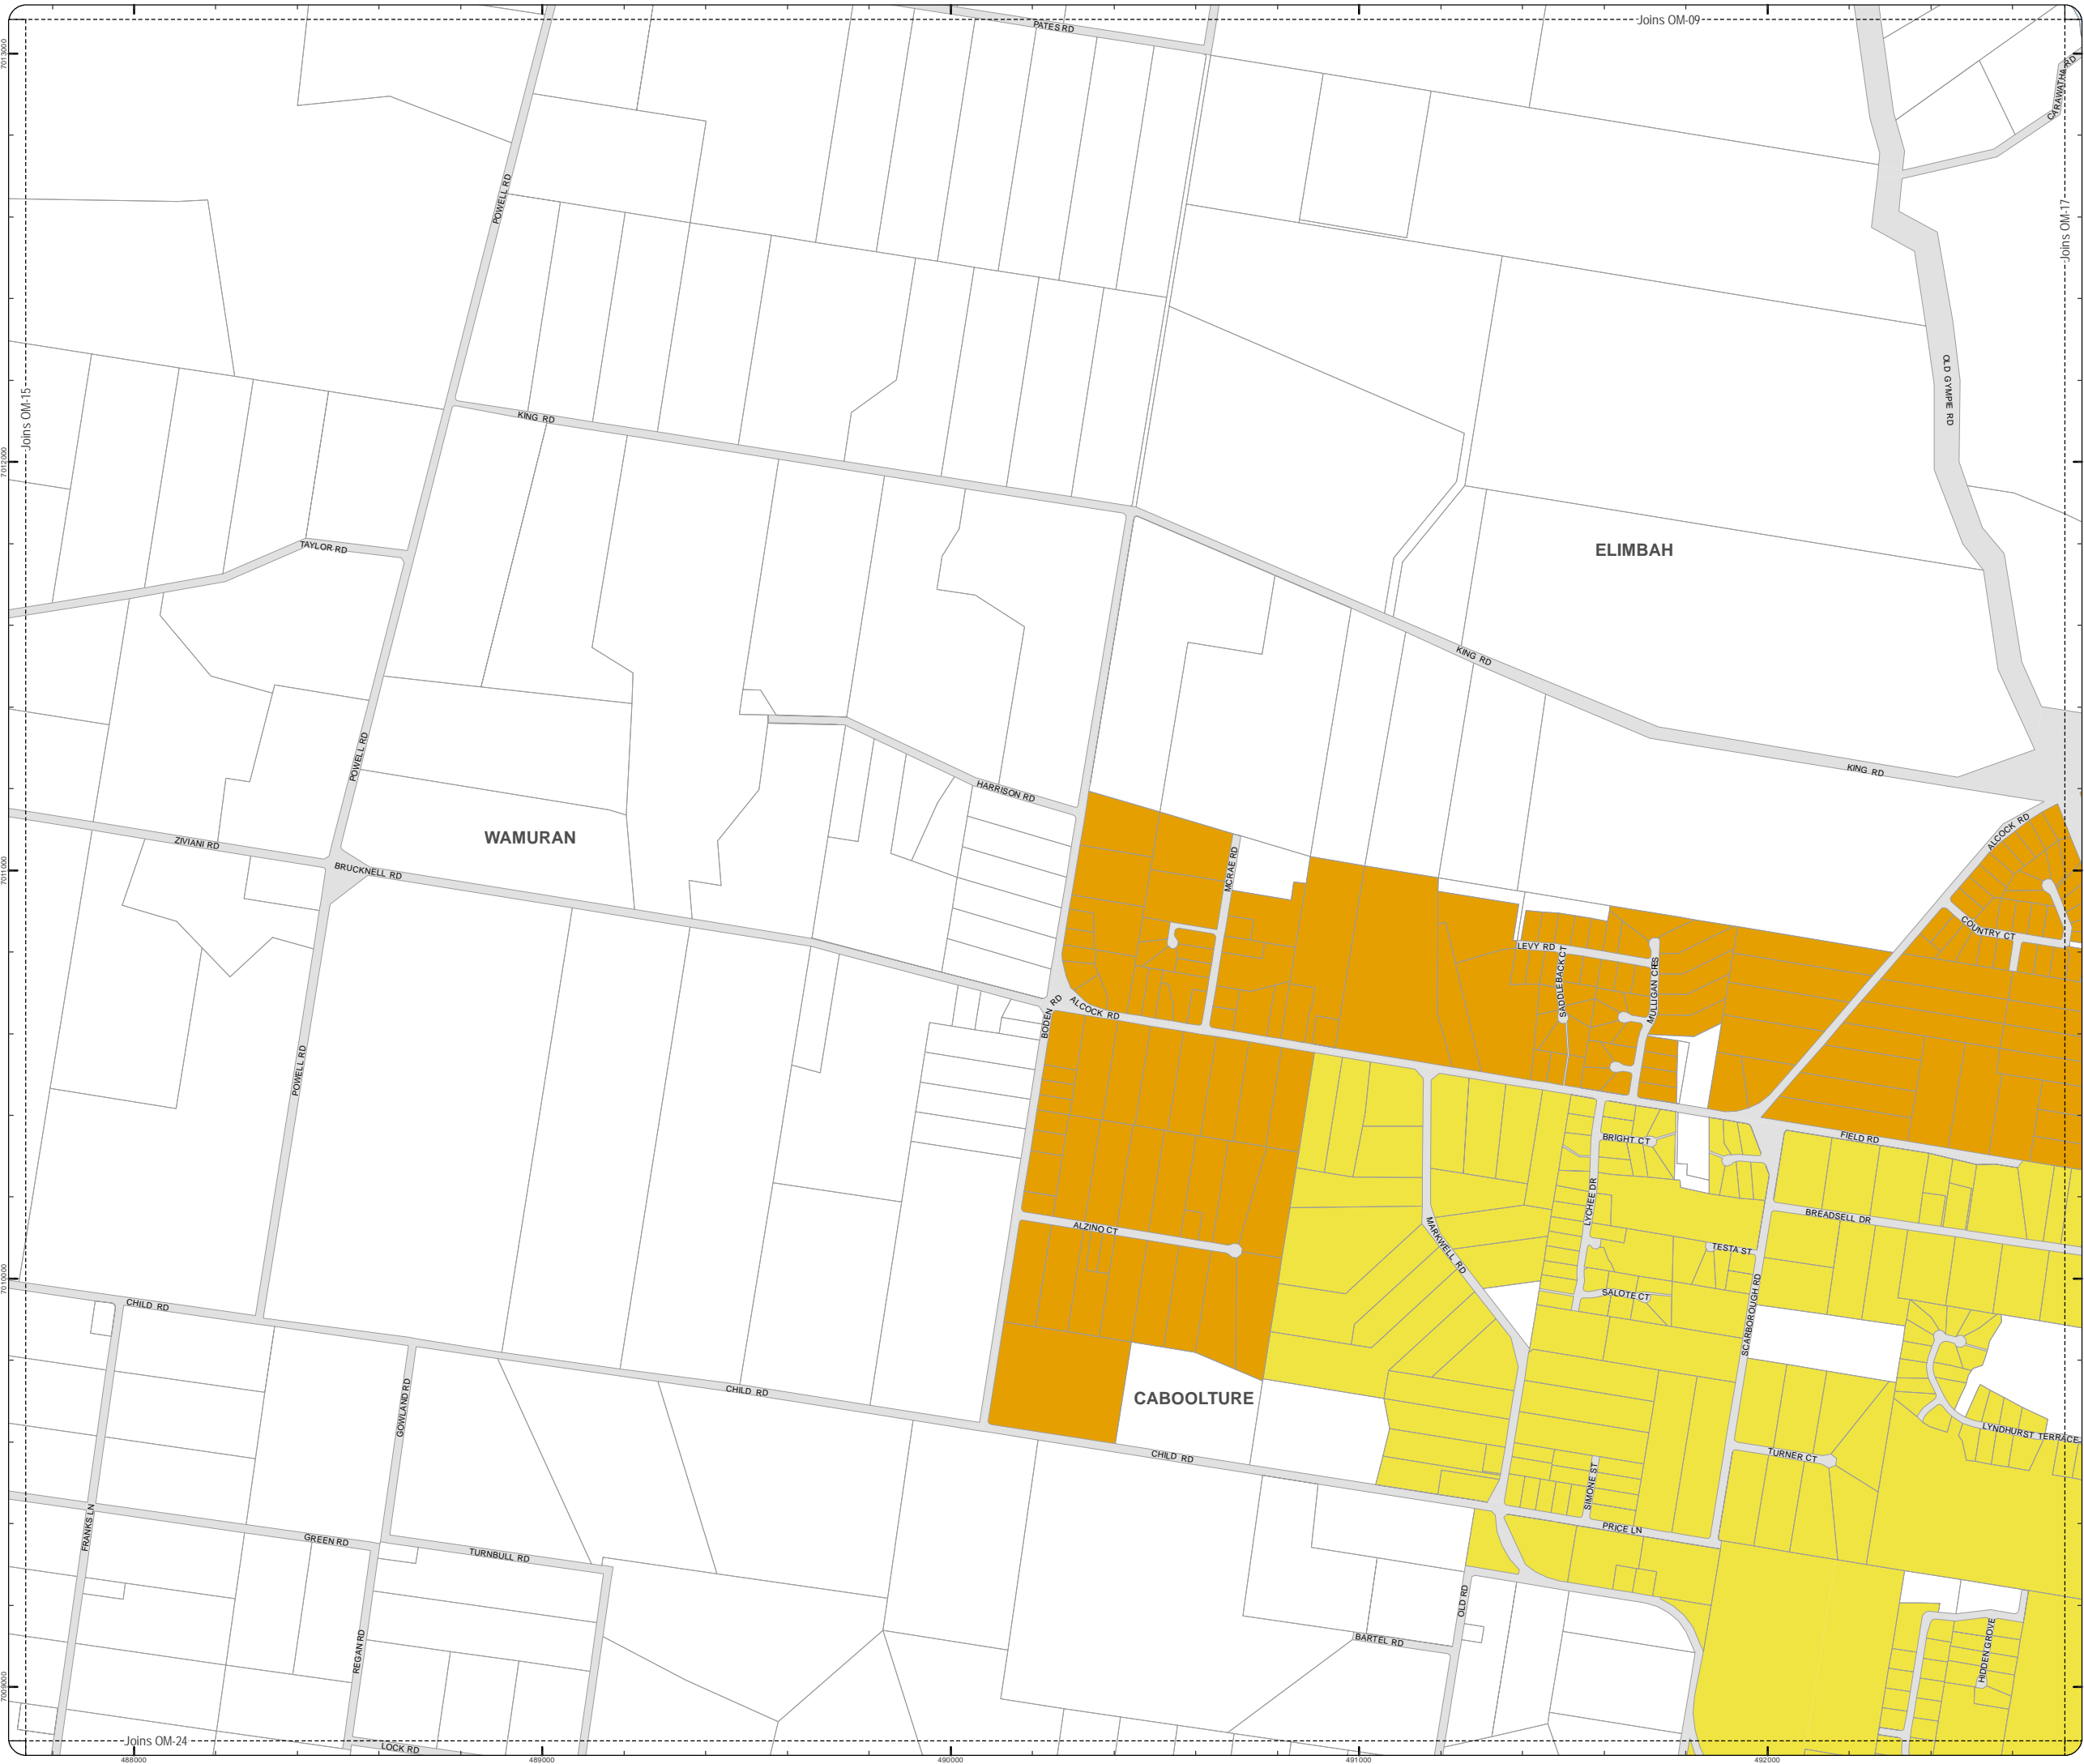 Joins OM-09
PATES RD
7013000
CARAWATHA RD
POWELL RD
Joins OM-17
OLD GYMPIE RD
Joins OM-15
KING RD
7012000
TAYLOR RD
ELIMBAH
KING RD
POWELL RD
KING RD
HARRISON RD
WAMURAN
ZIVIANI RD
ALCOCK RD
7011000
BRUCKNELL RD
MCRAE RD
COUNTRY CT
LEVY RD
SADDLEBACK CT
MULLIGAN CRES
BODEN RD
ALCOCK RD
POWELL RD
FIELD RD
BRIGHT CT
LYCHEE DR
BREADSELL DR
ALZINO CT
MARKWELL RD
TESTA ST
7010000
SALOTE CT
CHILD RD
SCARBOROUGH RD
CHILD RD
CABOOLTURE
GOWLAND RD
LYNDHURST TERRACE
CHILD RD
TURNER CT
SIMONE ST
FRANKS LN
PRICE LN
GREEN RD
TURNBULL RD
OLD RD
REGAN RD
BARTEL RD
HIDDEN GROVE
7009000
Joins OM-24
LOCK RD
488000
489000
490000
491000
492000